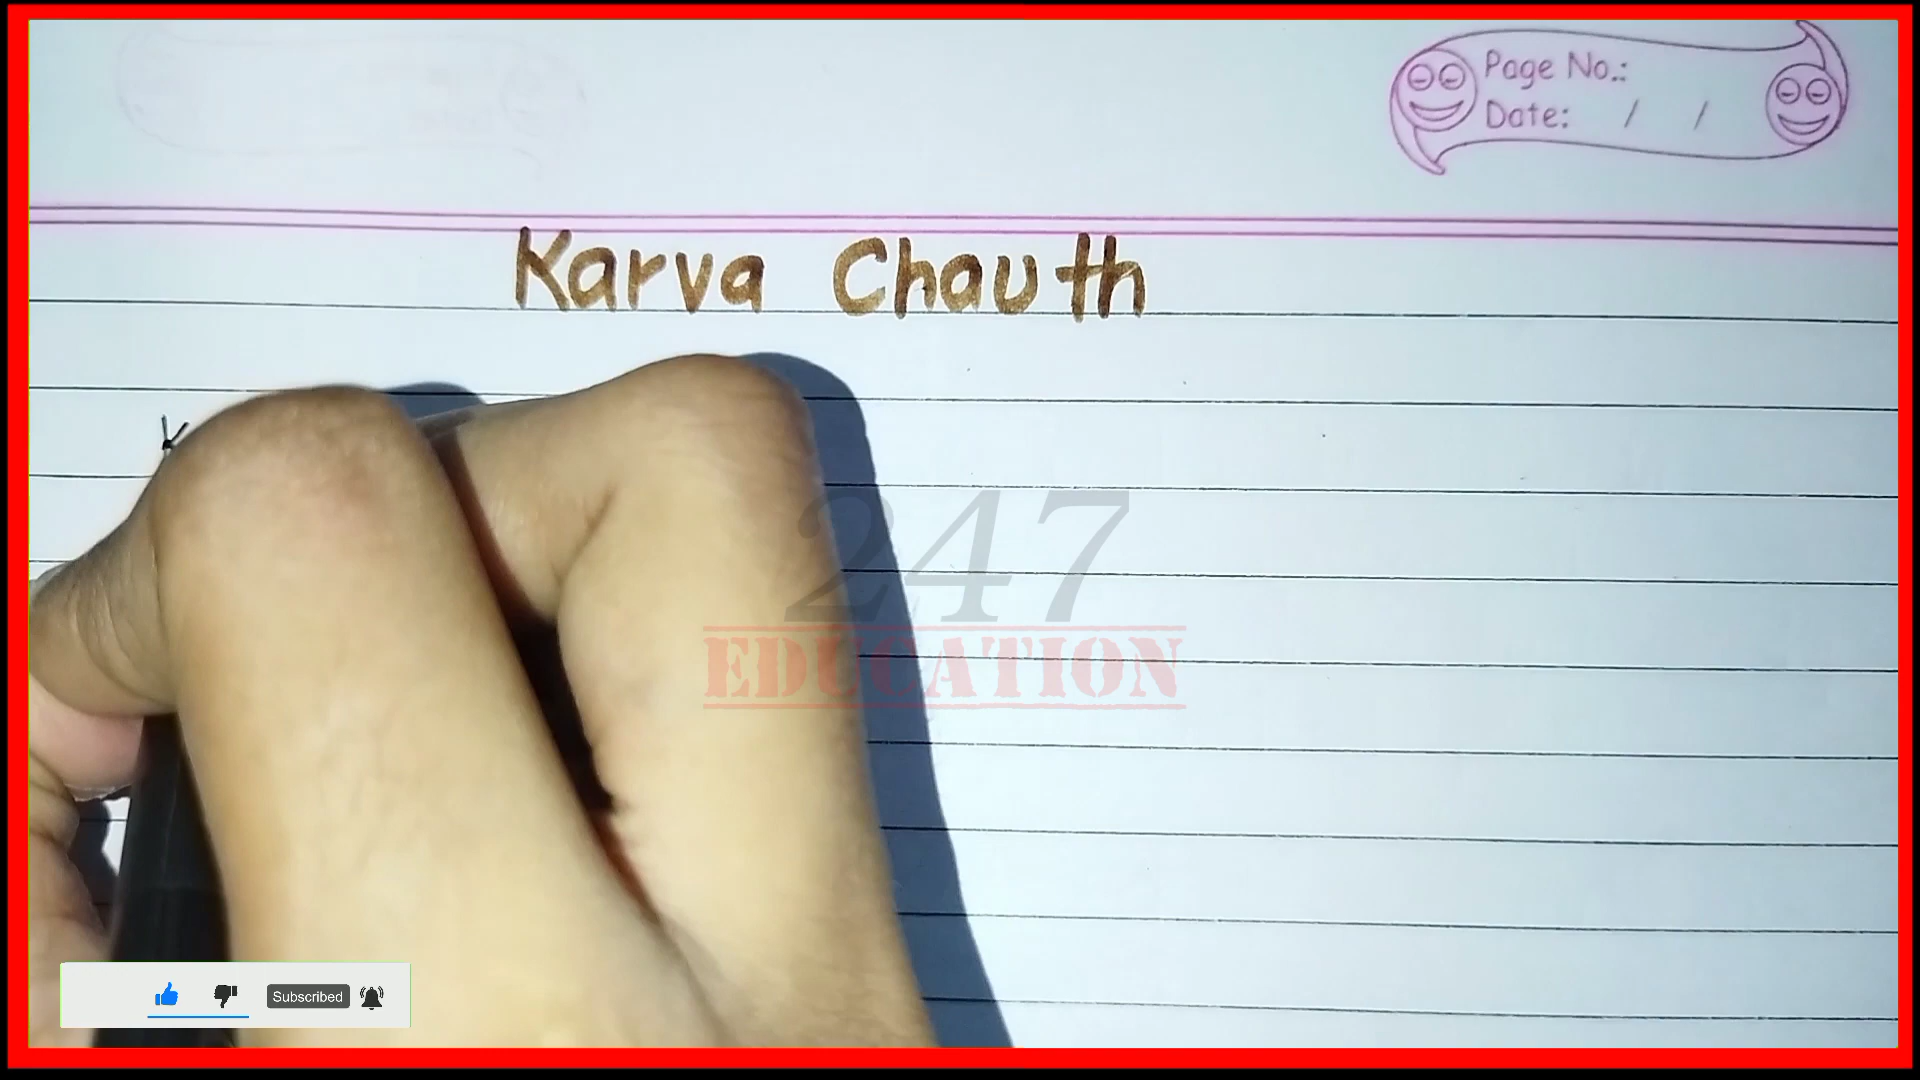 Page No.:
Date: / /
Karva Chauth
247
EDUCATION
Subscribed